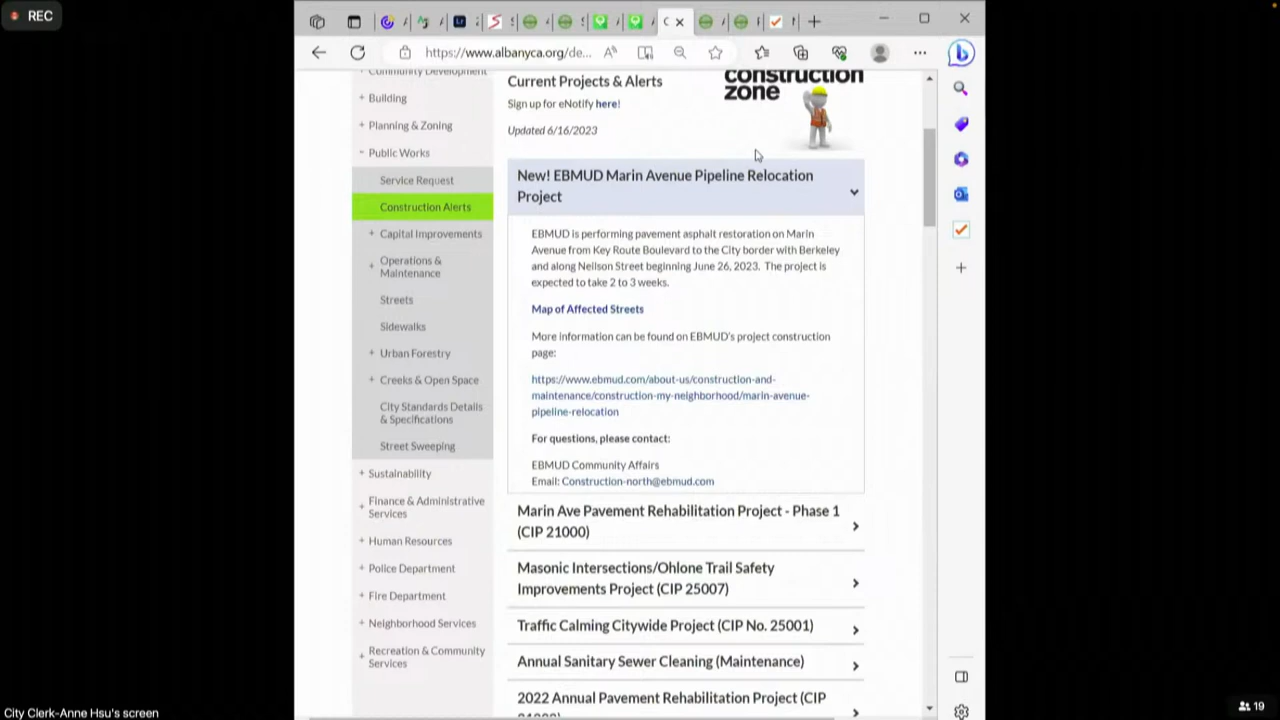 REC
https://www.albanyca.org/de...
Community Development
+ Building
+ Planning & Zoning
- Public Works
Service Request
Construction Alerts
+ Capital Improvements
+ Operations &
Maintenance
Streets
Sidewalks
+ Urban Forestry
+ Creeks & Open Space
City Standards Details
& Specifications
Street Sweeping
+ Sustainability
+ Finance & Administrative
Services
+ Human Resources
+ Police Department
+ Fire Department
+ Neighborhood Services
+ Recreation & Community
Services
Current Projects & Alerts
construction
zone
Sign up for eNotify here!
Updated 6/16/2023
New! EBMUD Marin Avenue Pipeline Relocation
Project
EBMUD is performing pavement asphalt restoration on Marin
Avenue from Key Route Boulevard to the City border with Berkeley
and along Neilson Street beginning June 26, 2023. The project is
expected to take 2 to 3 weeks.
Map of Affected Streets
More information can be found on EBMUD's project construction
page:
https://www.ebmud.com/about-us/construction-and-
maintenance/construction-my-neighborhood/marin-avenue-
pipeline-relocation
For questions, please contact:
EBMUD Community Affairs
Email: Construction-north@ebmud.com
Marin Ave Pavement Rehabilitation Project - Phase 1
(CIP 21000)
Masonic Intersections/Ohlone Trail Safety
Improvements Project (CIP 25007)
Traffic Calming Citywide Project (CIP No. 25001)
Annual Sanitary Sewer Cleaning (Maintenance)
2022 Annual Pavement Rehabilitation Project (CIP
City Clerk-Anne Hsu's screen
19